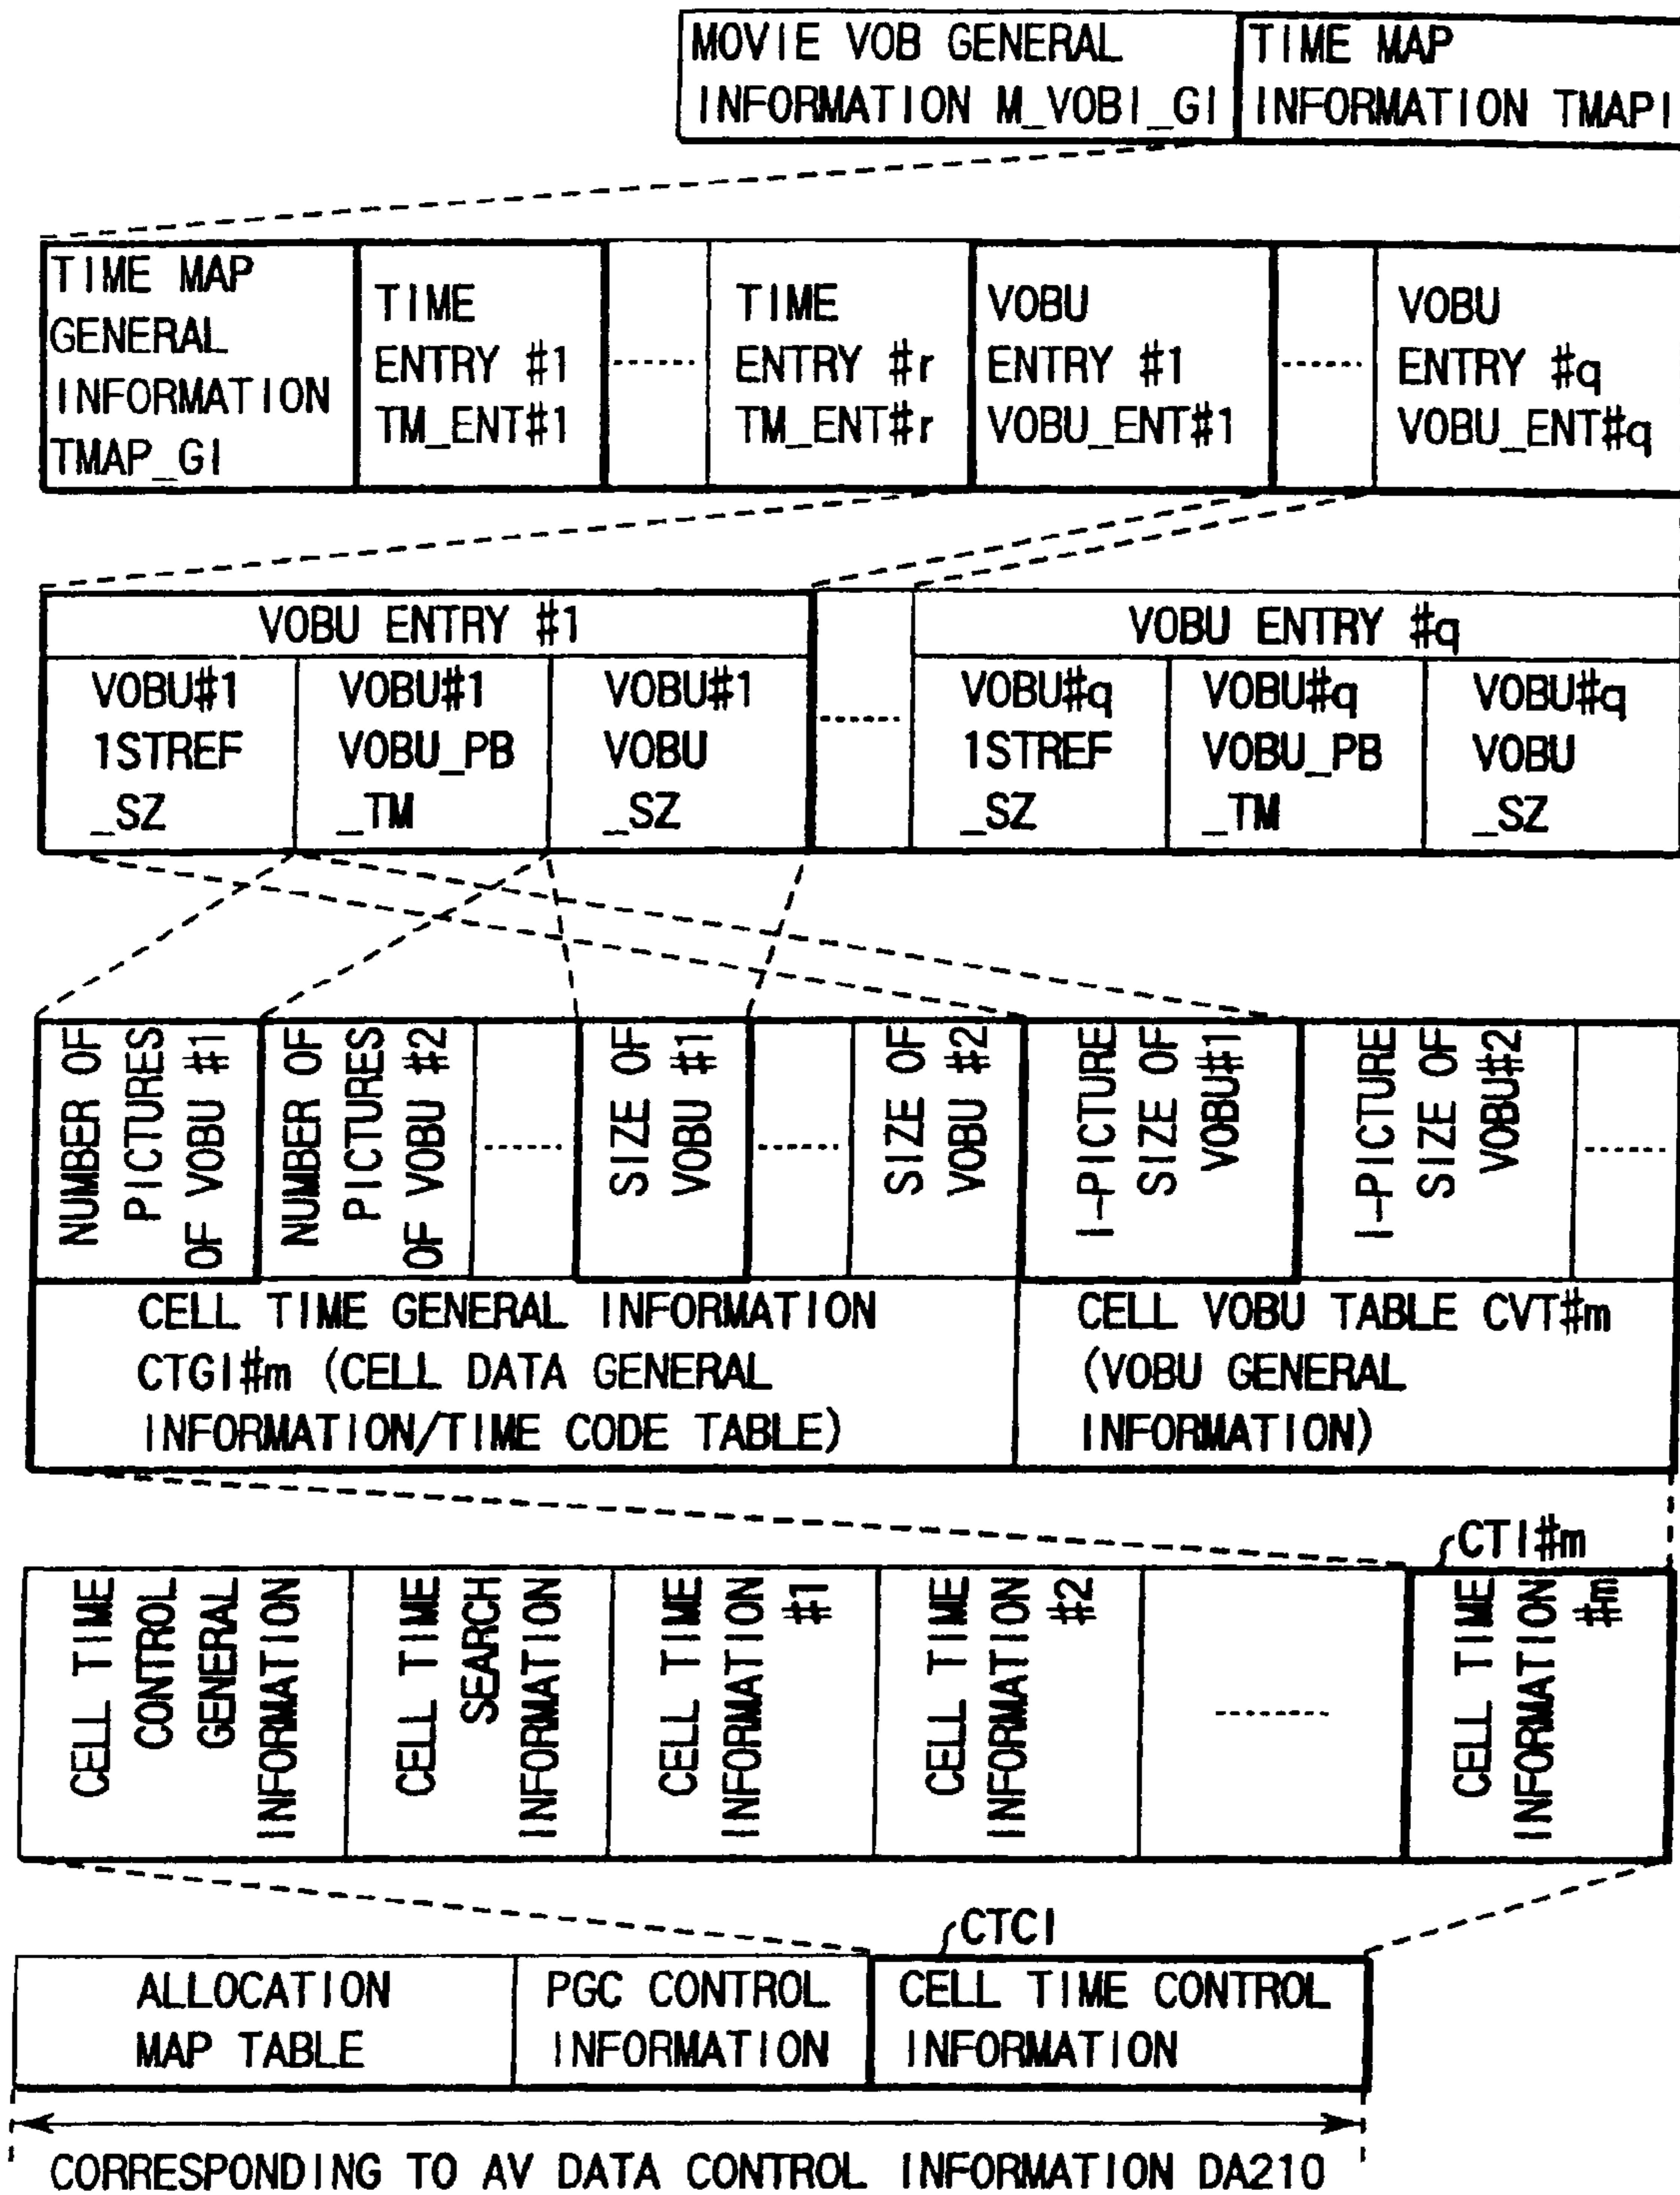 MOVIE VOB GENERAL
INFORMATION M_VOBI_GI
TIME MAP
INFORMATION TMAPI
TIME MAP
GENERAL
INFORMATION
TMAP_GI
TIME
ENTRY #1
TM_ENT#1
TIME
ENTRY #r
TM_ENT#r
VOBU
ENTRY #1
VOBU_ENT#1
VOBU
ENTRY #q
VOBU_ENT#q
VOBU ENTRY #1
VOBU#1
1STREF
_SZ
VOBU#1
VOBU_PB
_TM
VOBU#1
VOBU
_SZ
VOBU ENTRY #q
VOBU#q
1STREF
_SZ
VOBU#q
VOBU_PB
_TM
VOBU#q
VOBU
_SZ
NUMBER OF
PICTURES
OF VOBU #1
NUMBER OF
PICTURES
OF VOBU #2
SIZE OF
VOBU #1
SIZE OF
VOBU #2
I-PICTURE
SIZE OF
VOBU#1
I-PICTURE
SIZE OF
VOBU#2
CELL TIME GENERAL INFORMATION
CTGI#m (CELL DATA GENERAL
INFORMATION/TIME CODE TABLE)
CELL VOBU TABLE CVT#m
(VOBU GENERAL
INFORMATION)
CTI#m
CELL TIME
CONTROL
GENERAL
INFORMATION
CELL TIME
SEARCH
INFORMATION
CELL TIME
INFORMATION
#1
CELL TIME
INFORMATION
#2
CELL TIME
INFORMATION
#m
CTCI
ALLOCATION
MAP TABLE
PGC CONTROL
INFORMATION
CELL TIME CONTROL
INFORMATION
CORRESPONDING TO AV DATA CONTROL INFORMATION DA210